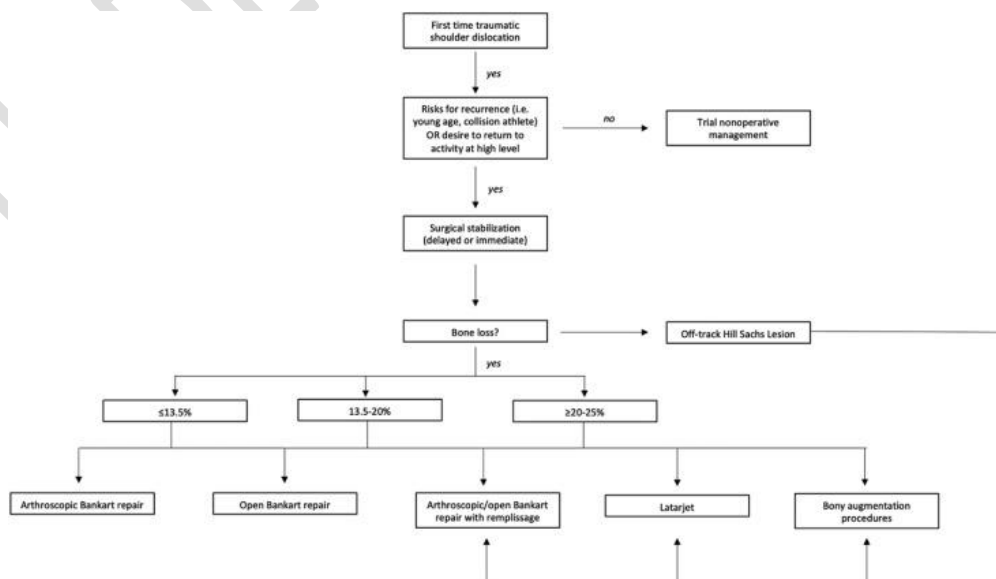 First time traumatic
shoulder dislocation
yes
Risks for recurrence (i.e.
young age, collision athlete)
OR desire to return to
activity at high level
no
Trial nonoperative
management
yes
Surgical stabilization
(delayed or immediate)
Bone loss?
Off-track Hill Sachs Lesion
yes
≤13.5%
13.5-20%
≥20-25%
Arthroscopic Bankart repair
Open Bankart repair
Arthroscopic/open Bankart
repair with remplissage
Latarjet
Bony augmentation
procedures